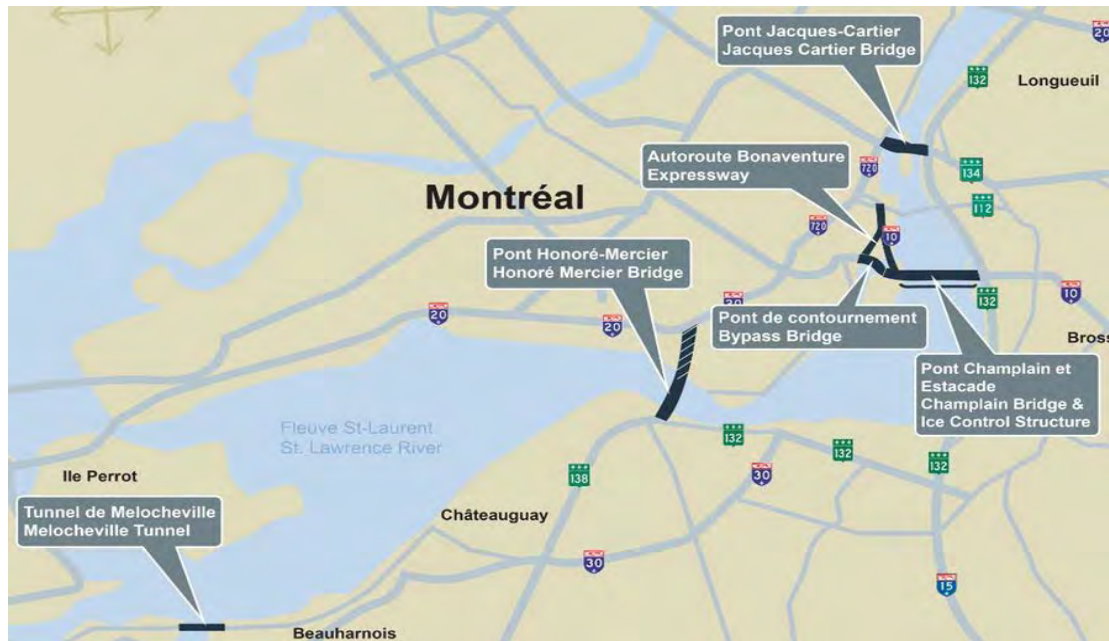 Pont Jacques-Cartier
Jacques Cartier Bridge
20
132
Longueuil
Autoroute Bonaventure
Expressway
720
134
Montréal
112
720
10
Pont Honoré-Mercier
Honoré Mercier Bridge
132
10
20
20
20
Pont de contournement
Bypass Bridge
Bross
Pont Champlain et
Estacade
Champlain Bridge &
Ice Control Structure
Fleuve St-Laurent
St. Lawrence River
132
132
132
138
30
Ile Perrot
Tunnel de Melocheville
Melocheville Tunnel
Châteauguay
30
15
Beauharnois